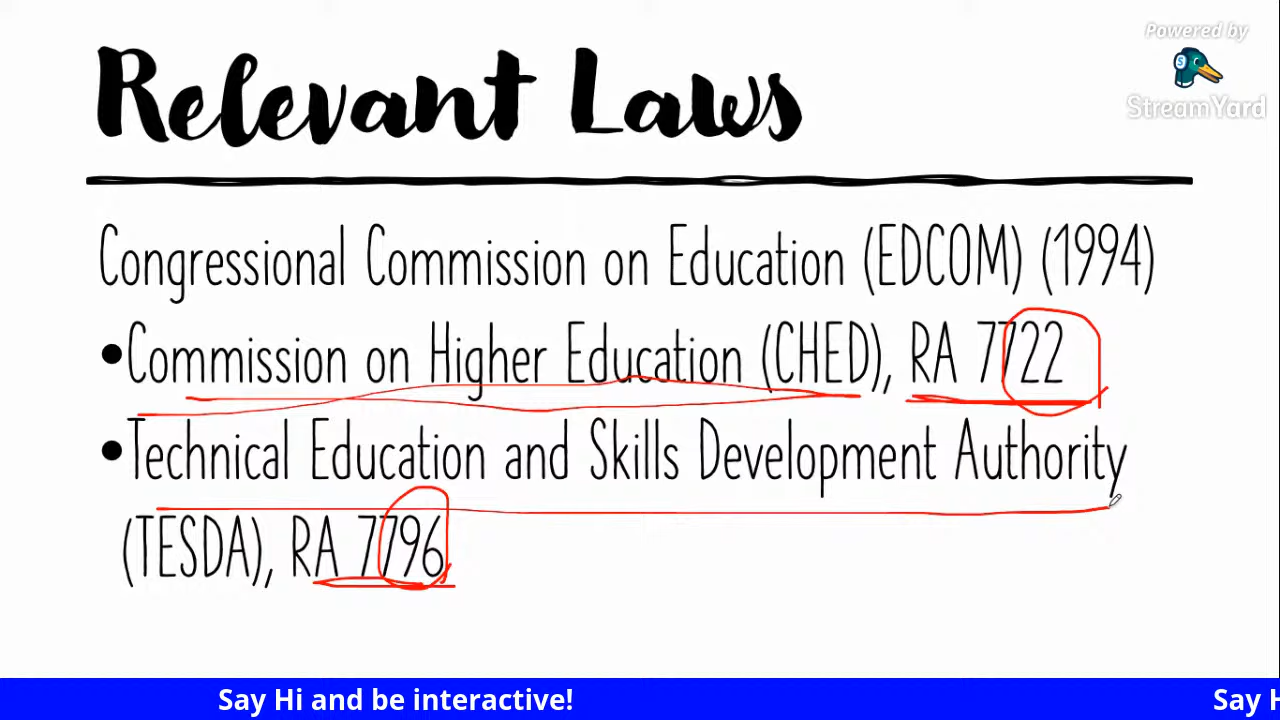 Powered by
StreamYard
Relevant Laws
Congressional Commission on Education (EDCOM) (1994)
•Commission on Higher Education (CHED), RA 7722
•Technical Education and Skills Development Authority
(TESDA), RA 7796
Say Hi and be interactive!
Say H